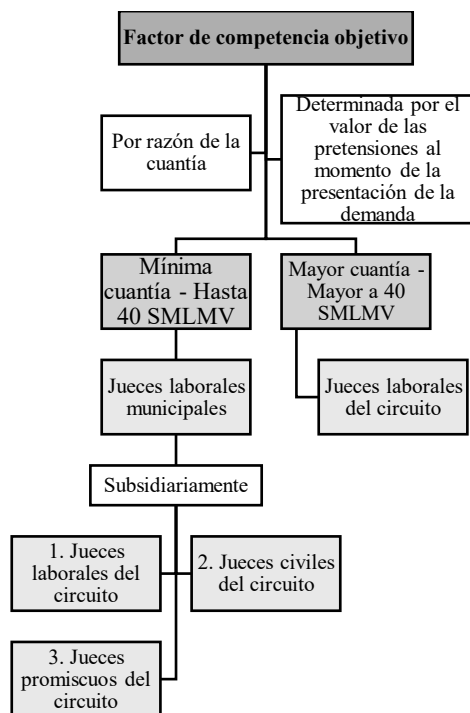 Factor de competencia objetivo
Por razón de la
cuantía
Determinada por el
valor de las
pretensiones al
momento de la
presentación de la
demanda
Mínima
cuantía - Hasta
40 SMLMV
Mayor cuantía -
Mayor a 40
SMLMV
Jueces laborales
municipales
Jueces laborales
del circuito
Subsidiariamente
1. Jueces
laborales del
circuito
2. Jueces civiles
del circuito
3. Jueces
promiscuos del
circuito